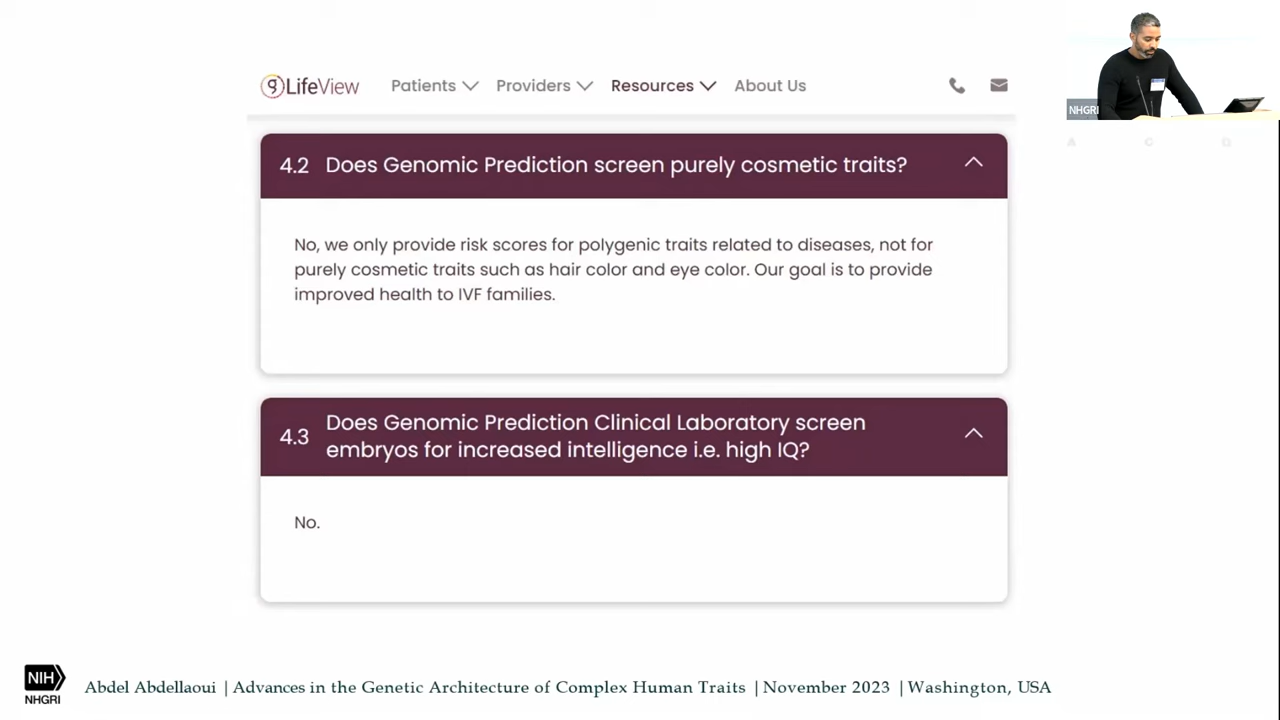 LifeView
Patients
Providers
Resources
About Us
NHGRI
4.2 Does Genomic Prediction screen purely cosmetic traits?
No, we only provide risk scores for polygenic traits related to diseases, not for
purely cosmetic traits such as hair color and eye color. Our goal is to provide
improved health to IVF families.
4.3 Does Genomic Prediction Clinical Laboratory screen
embryos for increased intelligence i.e. high IQ?
No.
NIH
NHGRI
Abdel Abdellaoui | Advances in the Genetic Architecture of Complex Human Traits | November 2023 | Washington, USA